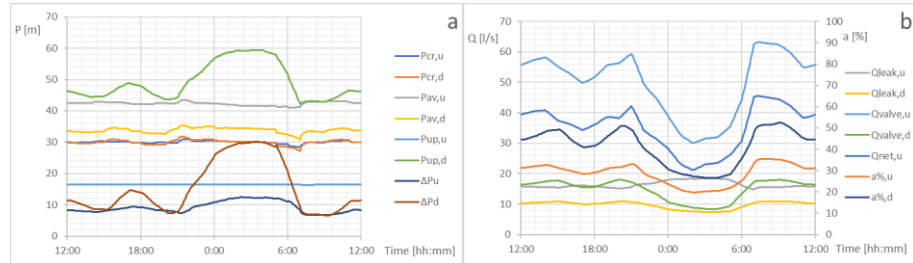 P [m]
a
70
60
50
40
30
20
10
0
12:00
18:00
0:00
6:00
12:00
Time [hh:mm]
Pcr,u
Pcr,d
Pav,u
Pav,d
Pup,u
Pup,d
ΔPu
ΔPd
Q [l/s]
a [%]
b
70
60
50
40
30
20
10
0
100
90
80
70
60
50
40
30
20
10
0
12:00
18:00
0:00
6:00
12:00
Time [hh:mm]
Qleak,u
Qleak,d
Qvalve,u
Qvalve,d
Qnet,u
a%,u
a%,d